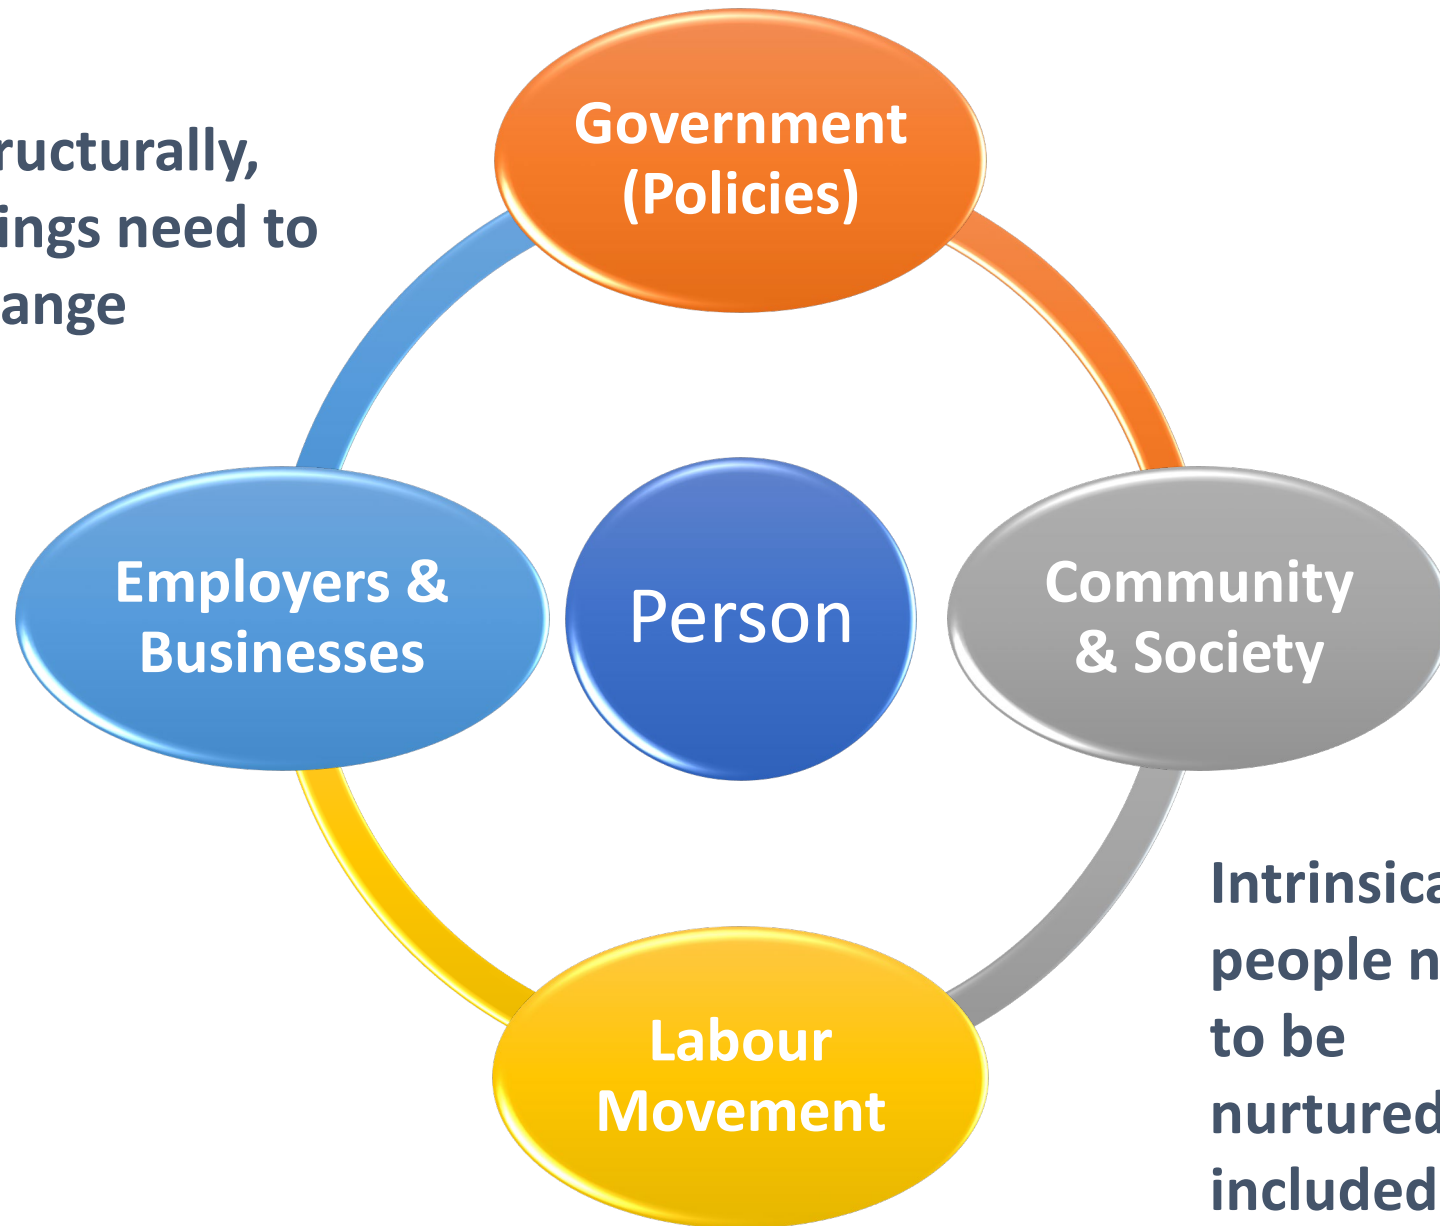 Government
(Policies)
ructurally,
ings need to
ange
Employers &
Businesses
Person
Community
& Society
Labour
Movement
Intrinsica
people n
to be
nurtured
included